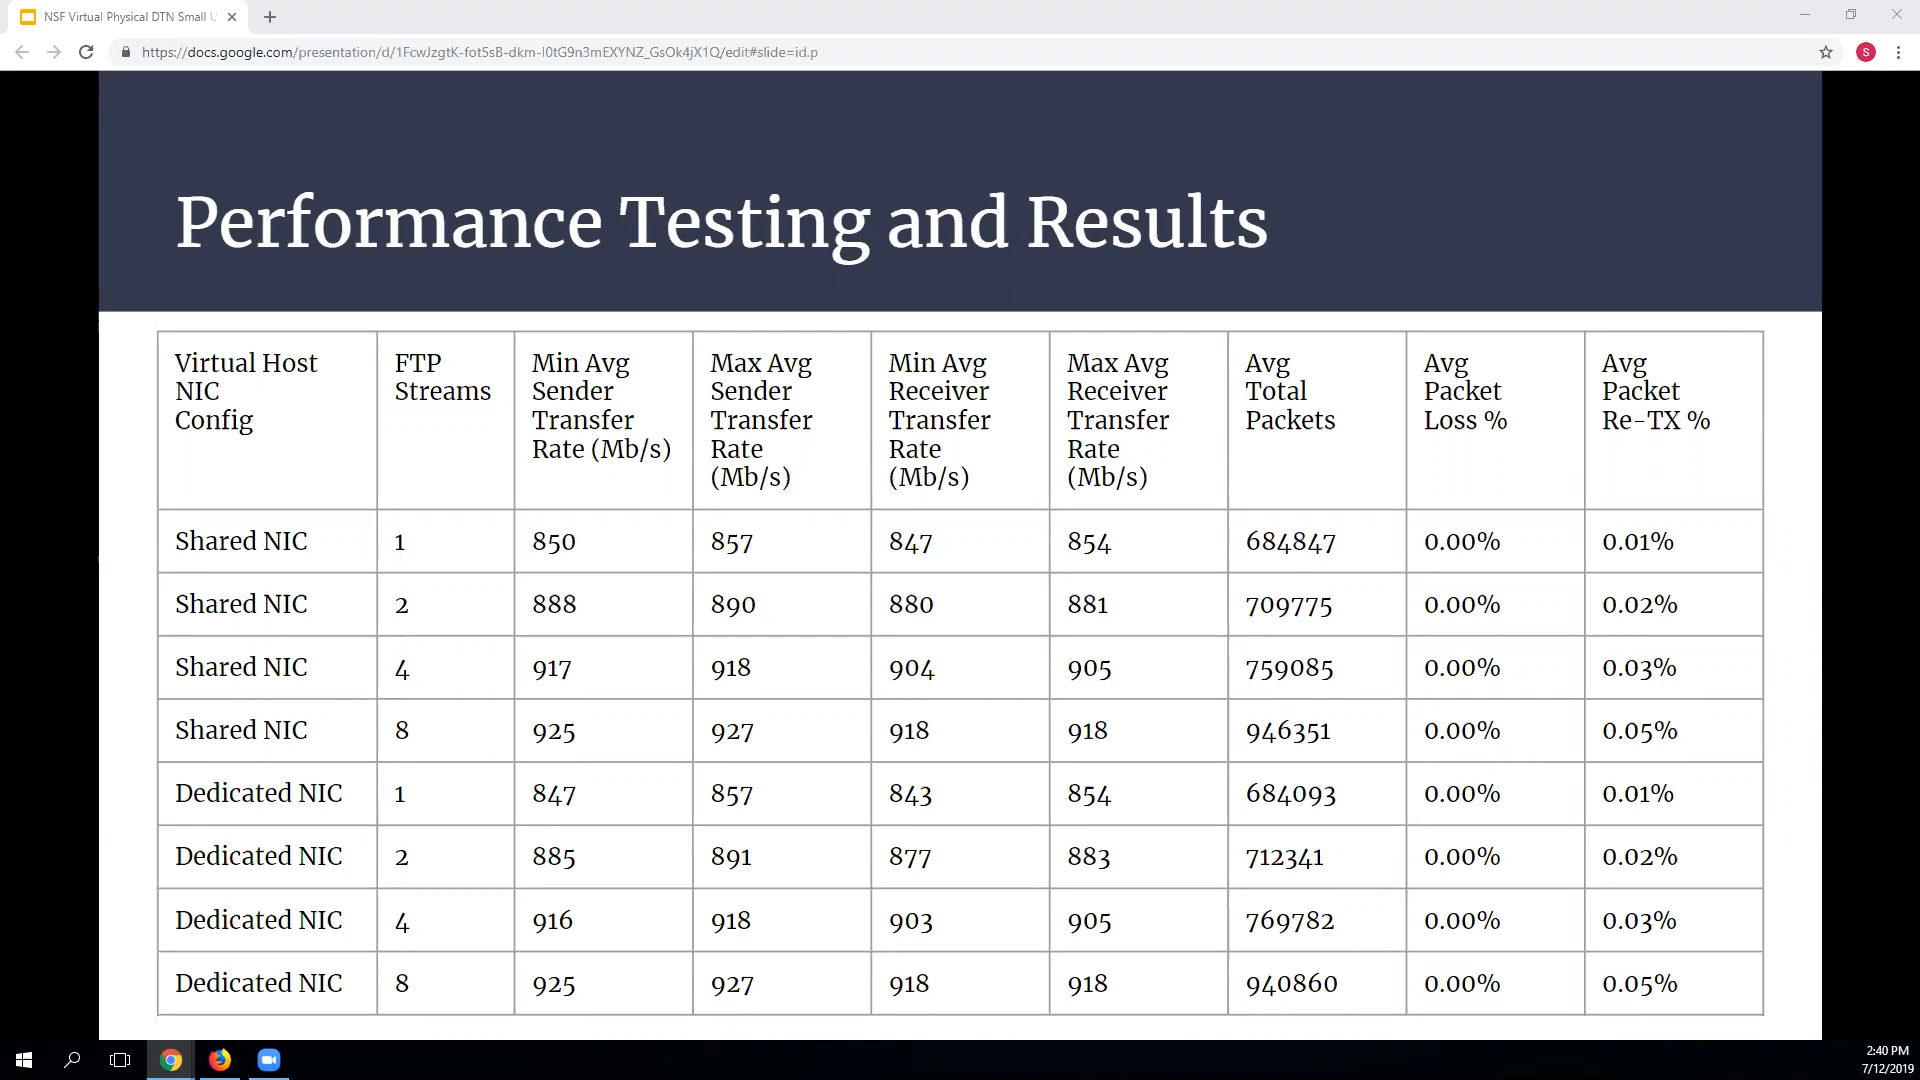 NSF Virtual Physical DTN Small U
https://docs.google.com/presentation/d/1FcwJzgtK-fot5sB-dkm-I0tG9n3mEXYNZ_GsOk4jX1Q/edit#slide=id.p
S
Performance Testing and Results
Virtual Host NIC Config | FTP Streams | Min Avg Sender Transfer Rate (Mb/s) | Max Avg Sender Transfer Rate (Mb/s) | Min Avg Receiver Transfer Rate (Mb/s) | Max Avg Receiver Transfer Rate (Mb/s) | Avg Total Packets | Avg Packet Loss % | Avg Packet Re-TX %
Shared NIC 1 850 857 847 854 684847 0.00% 0.01%
Shared NIC 2 888 890 880 881 709775 0.00% 0.02%
Shared NIC 4 917 918 904 905 759085 0.00% 0.03%
Shared NIC 8 925 927 918 918 946351 0.00% 0.05%
Dedicated NIC 1 847 857 843 854 684093 0.00% 0.01%
Dedicated NIC 2 885 891 877 883 712341 0.00% 0.02%
Dedicated NIC 4 916 918 903 905 769782 0.00% 0.03%
Dedicated NIC 8 925 927 918 918 940860 0.00% 0.05%
2:40 PM
7/12/2019